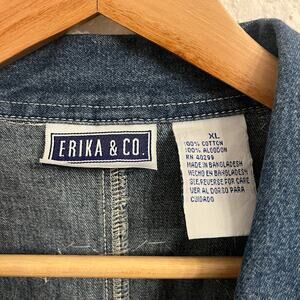 ERIKA & CO.
XL
100% COTTON
100% ALGODON
RN 40299
MADE IN BANGLADESH
HECHO EN BANGLADESH
SEE REVERSE FOR CARE
VER AL DORSO PARA
CUIDADO